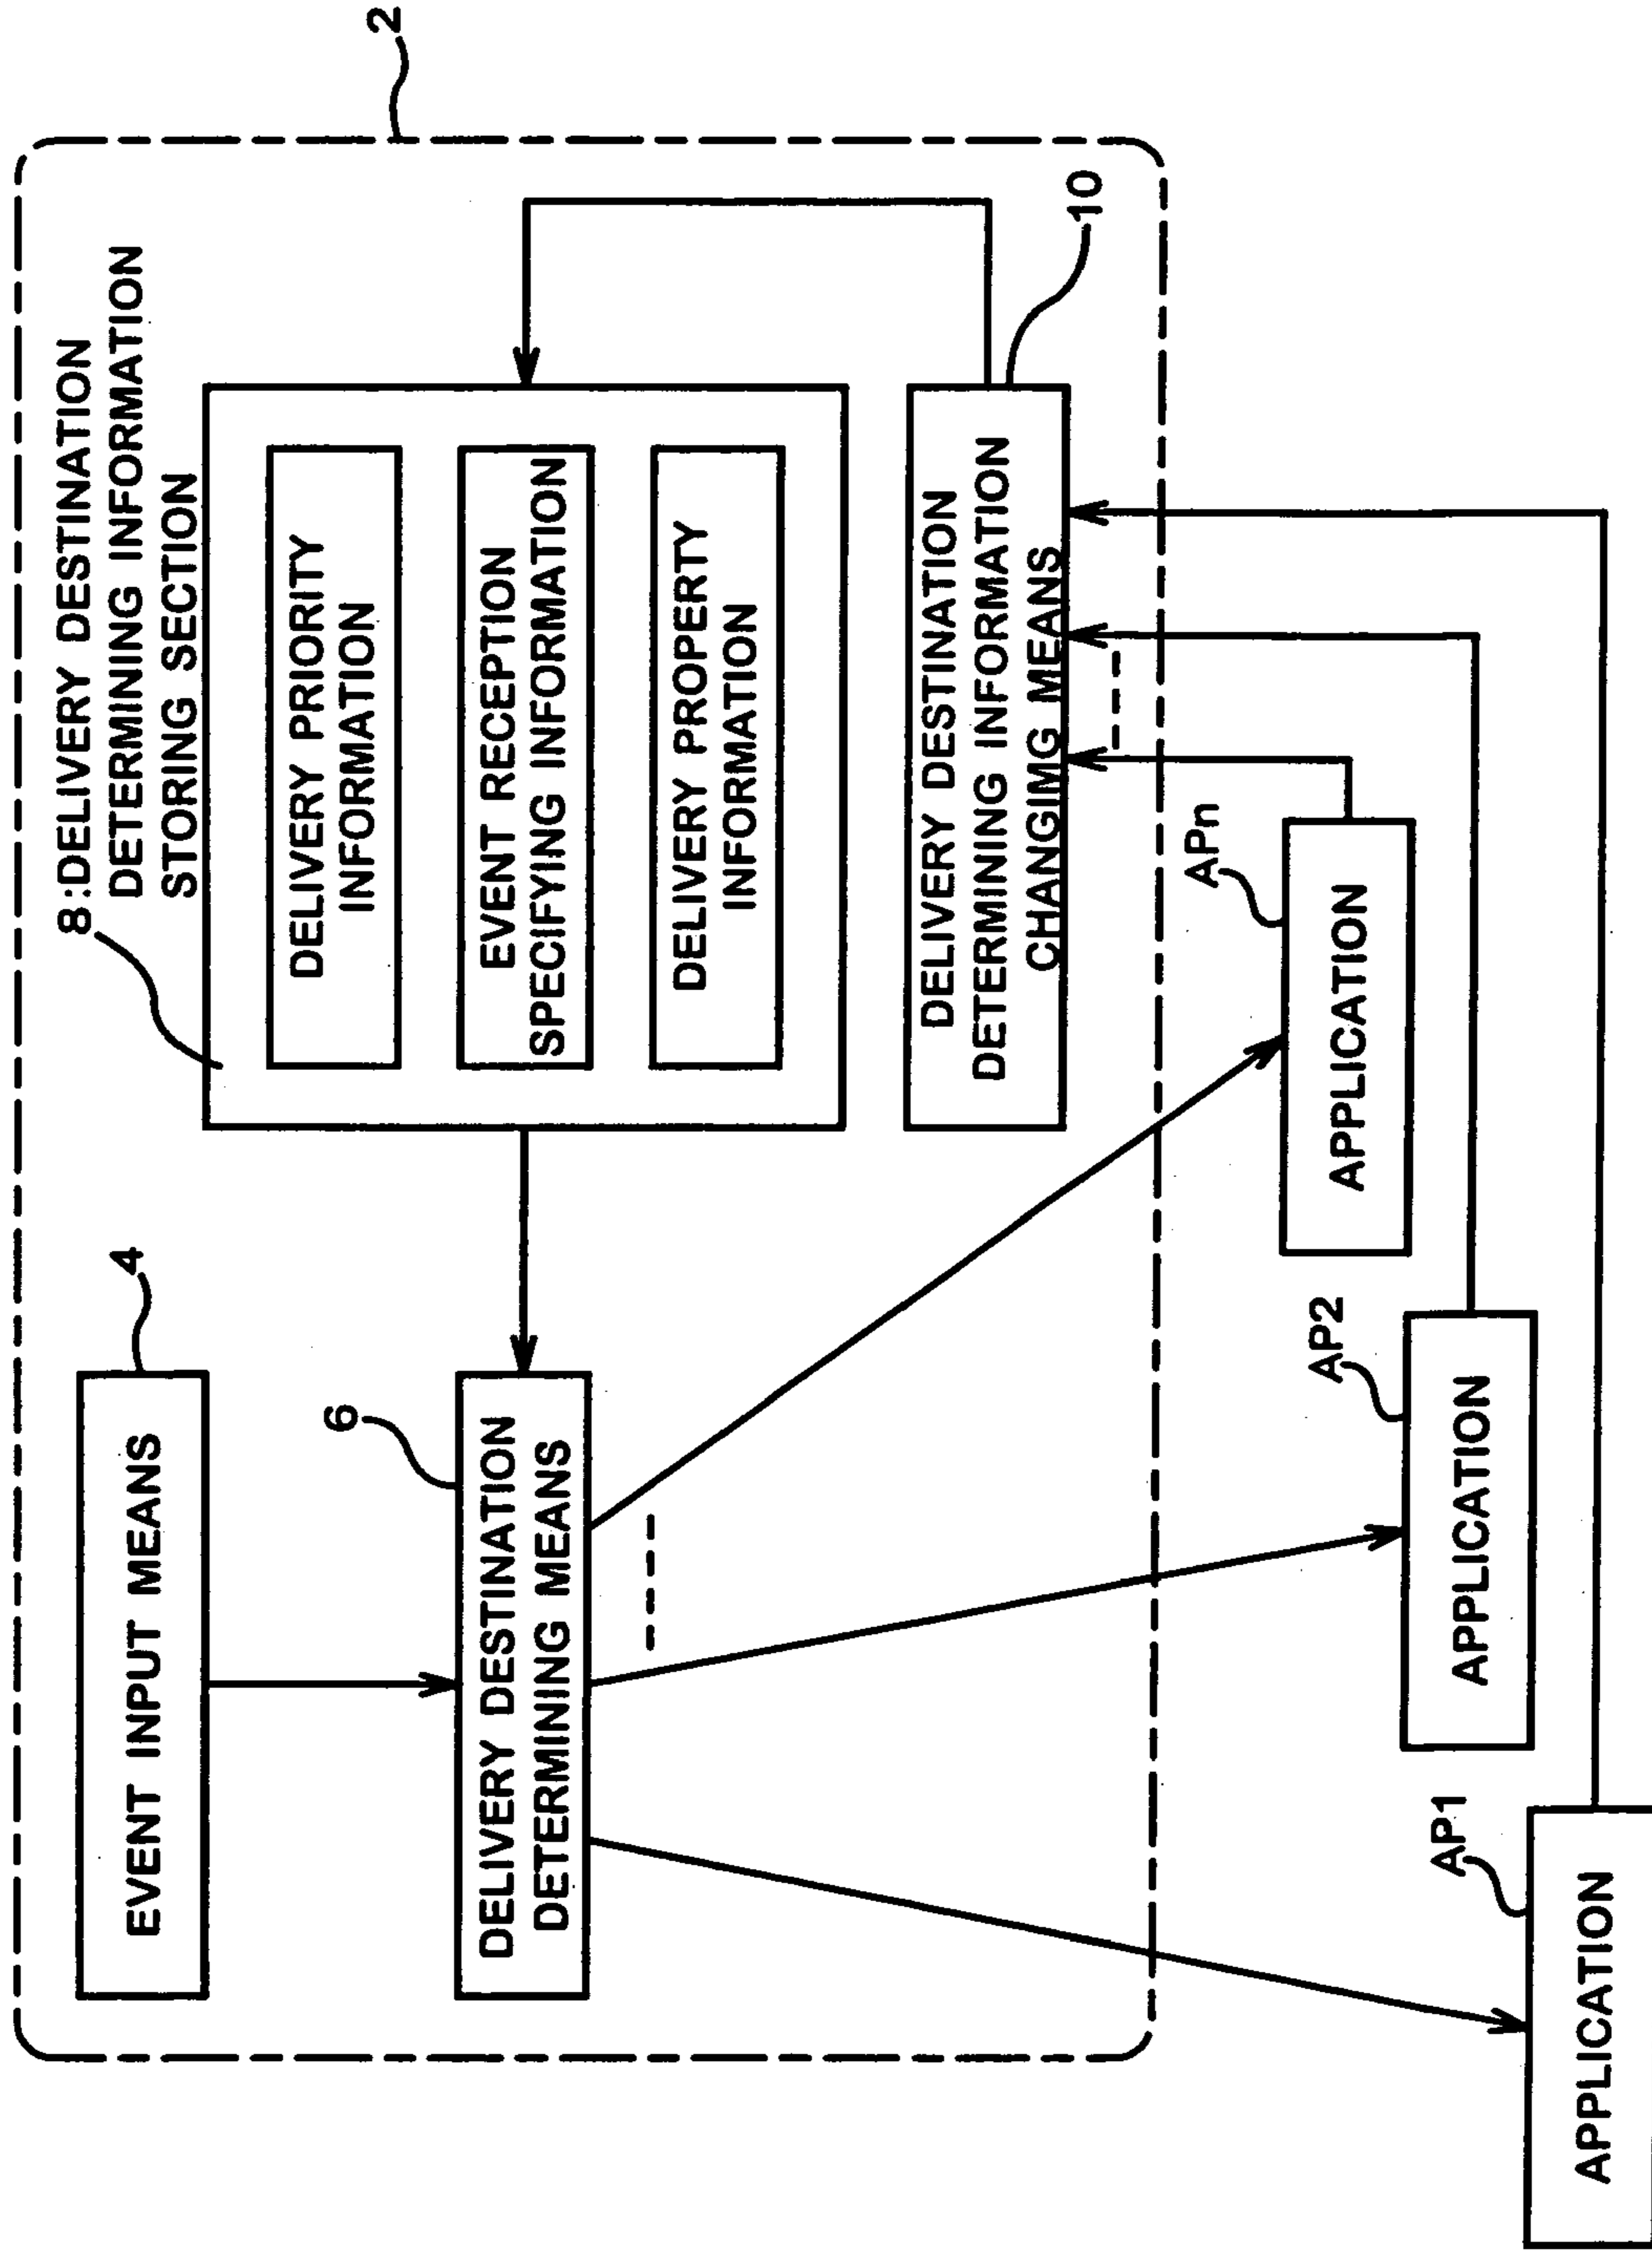 2
4
EVENT INPUT MEANS
6
DELIVERY DESTINATION
DETERMINING MEANS
8:DELIVERY DESTINATION
DETERMINING INFORMATION
STORING SECTION
DELIVERY PRIORITY
INFORMATION
EVENT RECEPTION
SPECIFYING INFORMATION
DELIVERY PROPERTY
INFORMATION
10
DELIVERY DESTINATION
DETERMINING INFORMATION
CHANGIMG MEANS
AP1
APPLICATION
AP2
APPLICATION
APn
APPLICATION